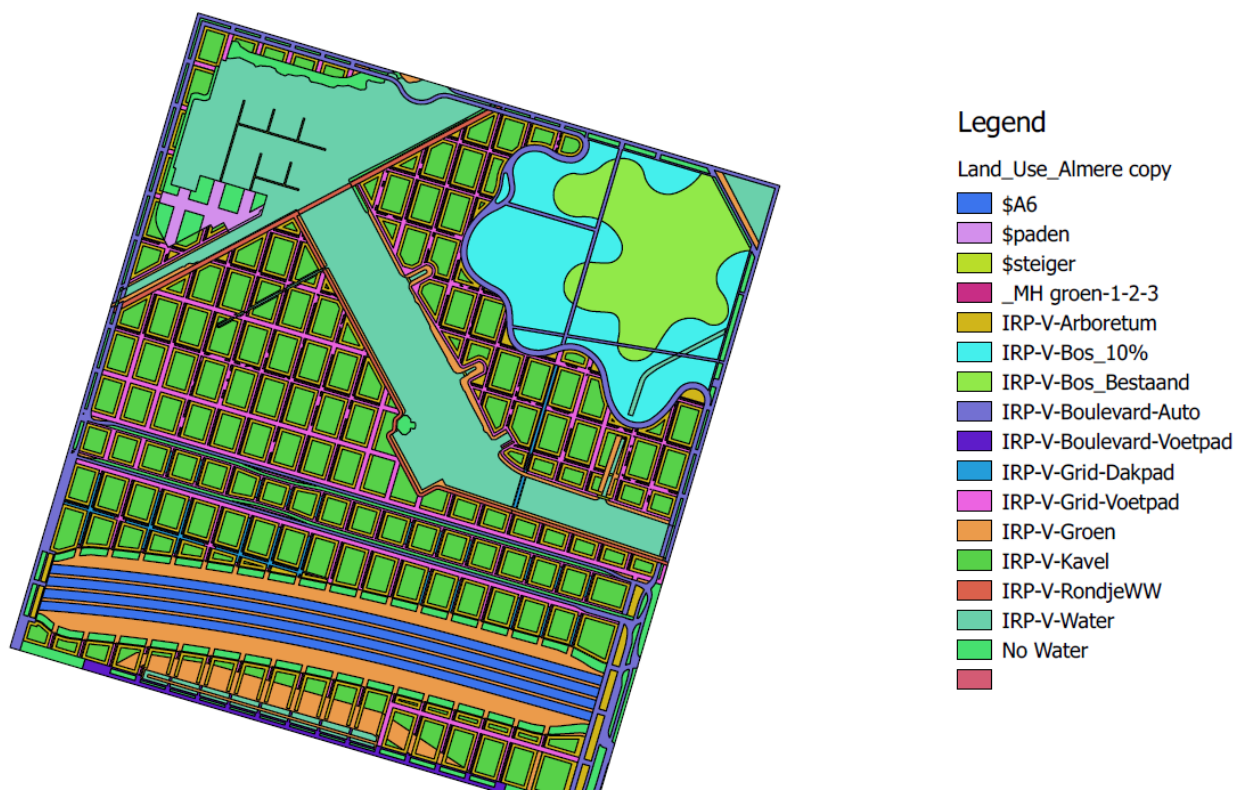 Legend
Land_Use_Almere copy
$A6
$paden
$steiger
_MH groen-1-2-3
IRP-V-Arboretum
IRP-V-Bos_10%
IRP-V-Bos_Bestaand
IRP-V-Boulevard-Auto
IRP-V-Boulevard-Voetpad
IRP-V-Grid-Dakpad
IRP-V-Grid-Voetpad
IRP-V-Groen
IRP-V-Kavel
IRP-V-RondjeWW
IRP-V-Water
No Water